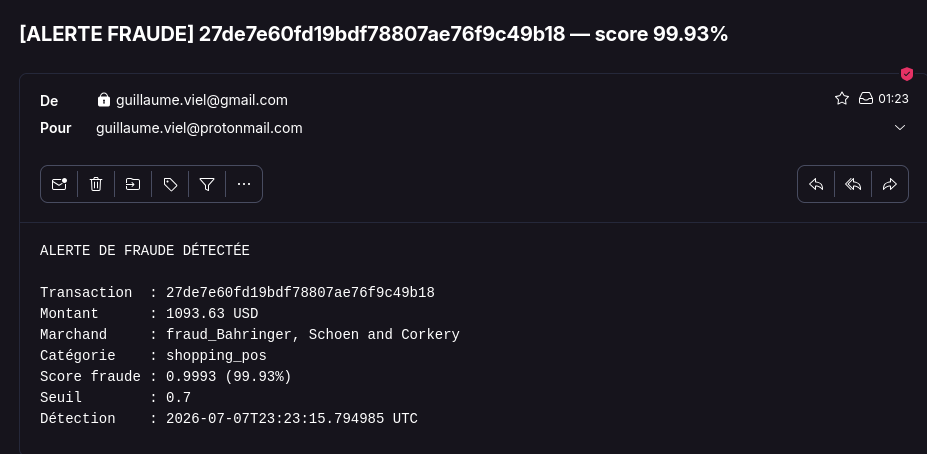 [ALERTE FRAUDE] 27de7e60fd19bdf78807ae76f9c49b18 — score 99.93%
De guillaume.viel@gmail.com 01:23
Pour guillaume.viel@protonmail.com
ALERTE DE FRAUDE DÉTECTÉE
Transaction : 27de7e60fd19bdf78807ae76f9c49b18
Montant : 1093.63 USD
Marchand : fraud_Bahringer, Schoen and Corkery
Catégorie : shopping_pos
Score fraude : 0.9993 (99.93%)
Seuil : 0.7
Détection : 2026-07-07T23:23:15.794985 UTC